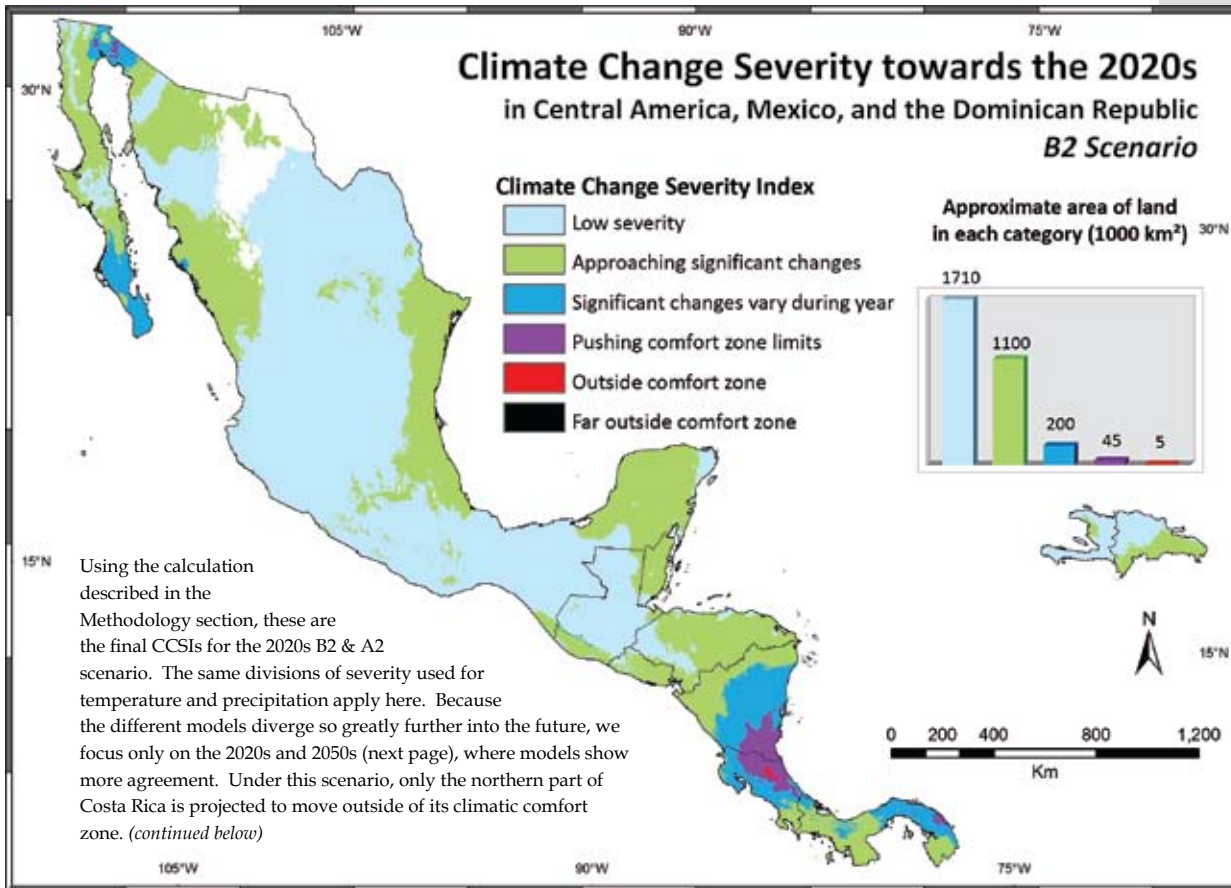 105°W
90°W
75°W
Climate Change Severity towards the 2020s
in Central America, Mexico, and the Dominican Republic
B2 Scenario
30°N
Climate Change Severity Index
Low severity
Approaching significant changes
Significant changes vary during year
Pushing comfort zone limits
Outside comfort zone
Far outside comfort zone
Approximate area of land
in each category (1000 km²)
30°N
1710
1100
200
45
5
15°N
Using the calculation
described in the
Methodology section, these are
the final CCSIs for the 2020s B2 & A2
scenario. The same divisions of severity used for
temperature and precipitation apply here. Because
the different models diverge so greatly further into the future, we
focus only on the 2020s and 2050s (next page), where models show
more agreement. Under this scenario, only the northern part of
Costa Rica is projected to move outside of its climatic comfort
zone. (continued below)
N
15°N
0 200 400 800 1,200
Km
105°W
90°W
75°W